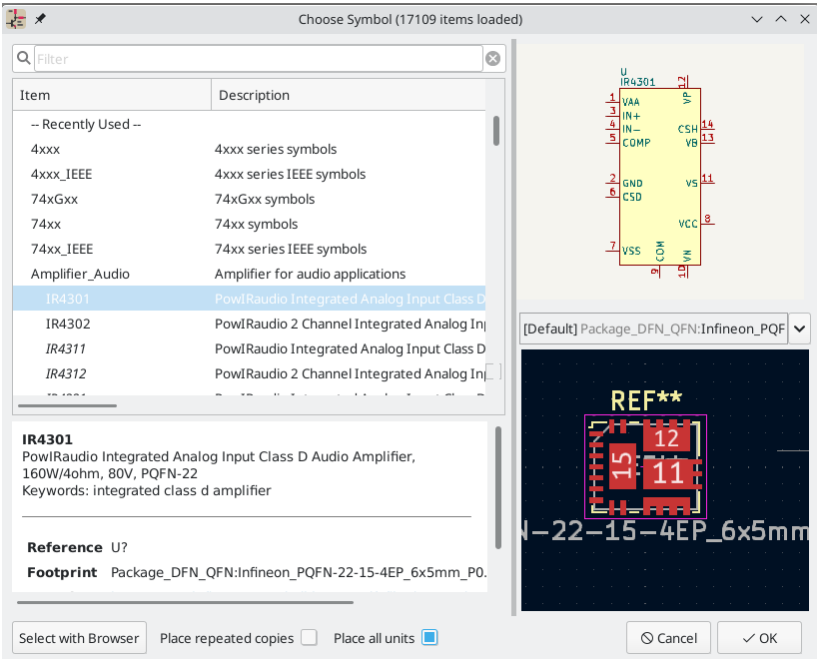 Choose Symbol (17109 items loaded)
Filter
Item Description
-- Recently Used --
4xxx 4xxx series symbols
4xxx_IEEE 4xxx series IEEE symbols
74xGxx 74xGxx symbols
74xx 74xx symbols
74xx_IEEE 74xx series IEEE symbols
Amplifier_Audio Amplifier for audio applications
IR4301 PowIRaudio Integrated Analog Input Class D
IR4302 PowIRaudio 2 Channel Integrated Analog In
IR4311 PowIRaudio Integrated Analog Input Class D
IR4312 PowIRaudio 2 Channel Integrated Analog In
IR4301
PowIRaudio Integrated Analog Input Class D Audio Amplifier,
160W/4ohm, 80V, PQFN-22
Keywords: integrated class d amplifier
Reference U?
Footprint Package_DFN_QFN:Infineon_PQFN-22-15-4EP_6x5mm_P0.
U
IR4301
12
VP
1 VAA
3 IN+
4 IN−
CSH 14
5 COMP
VB 13
2 GND
VS 11
6 CSD
VCC 8
7 VSS
COM
9
VN
10
[Default] Package_DFN_QFN:Infineon_PQF
REF**
12
15
11
N-22-15-4EP_6x5mm
Select with Browser Place repeated copies Place all units Cancel OK